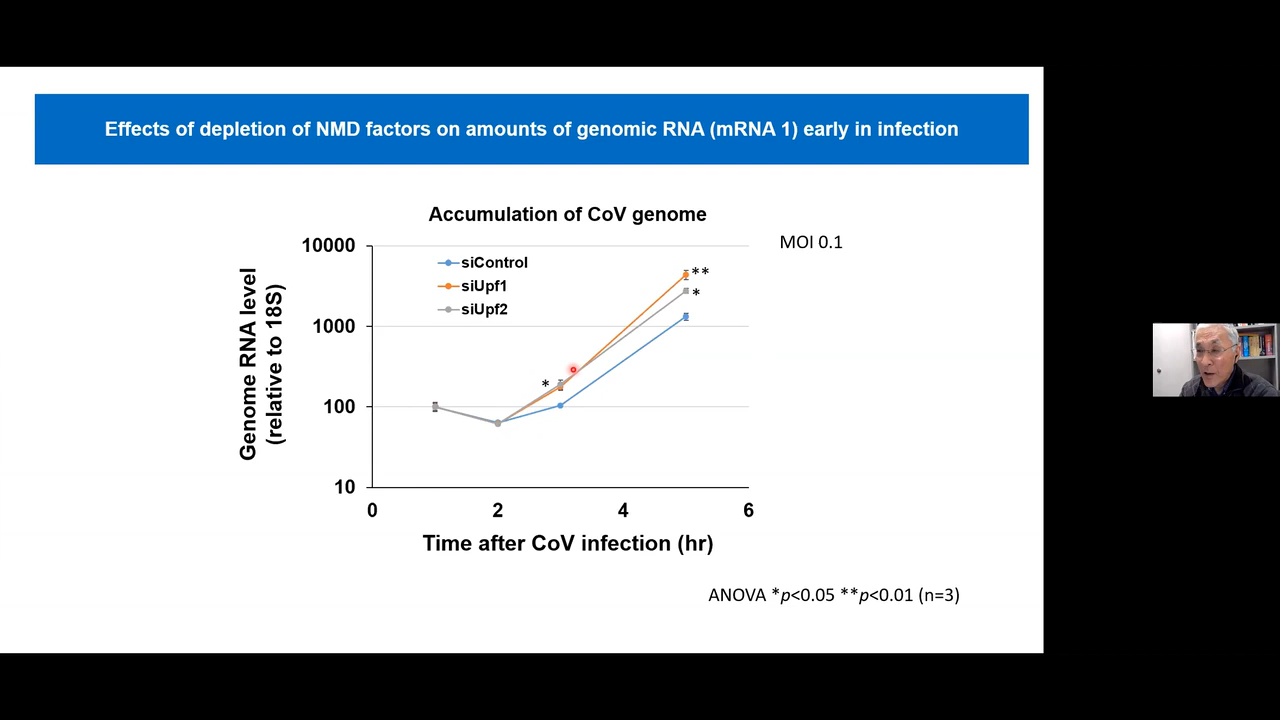 Effects of depletion of NMD factors on amounts of genomic RNA (mRNA 1) early in infection
Accumulation of CoV genome
MOI 0.1
Genome RNA level
(relative to 18S)
10000
1000
100
10
siControl
siUpf1
siUpf2
**
*
*
0
2
4
6
Time after CoV infection (hr)
ANOVA *p<0.05 **p<0.01 (n=3)